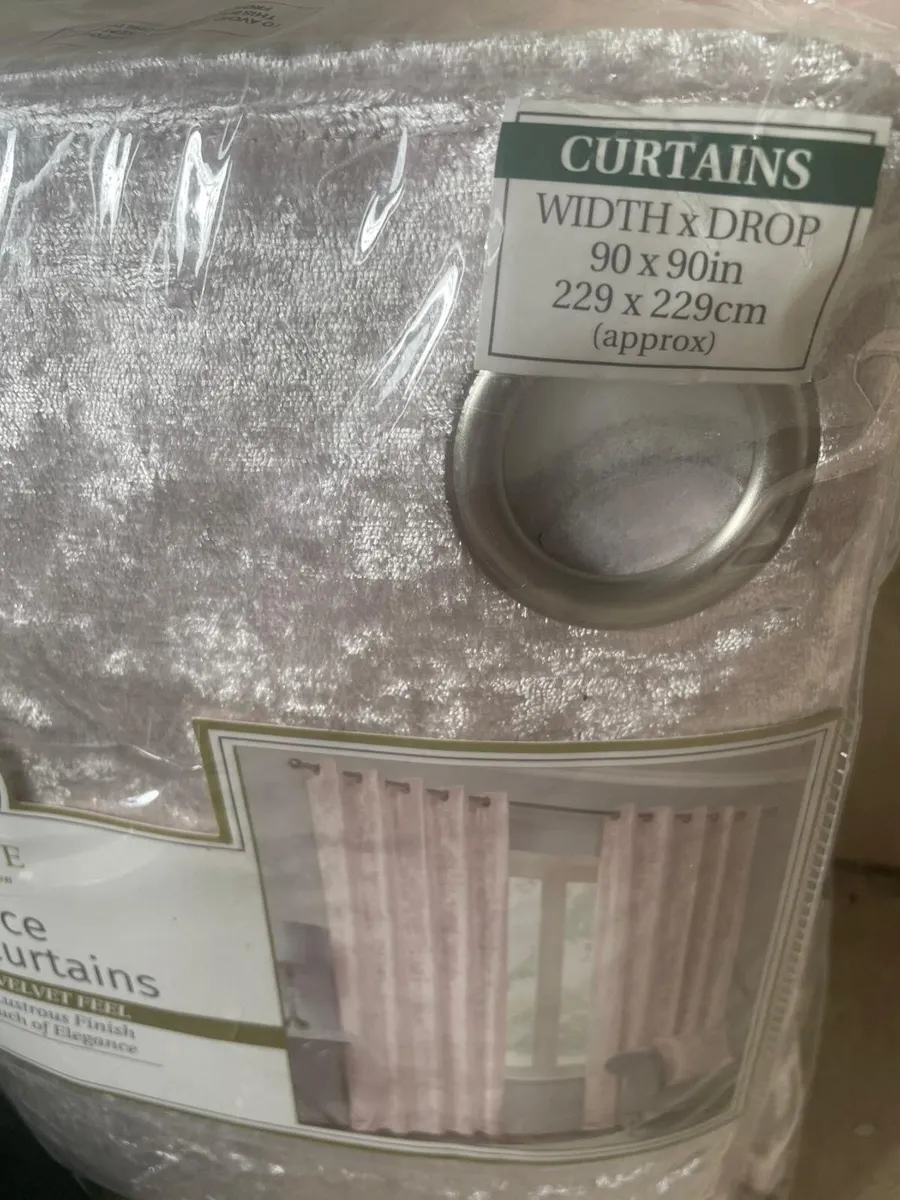 CURTAINS
WIDTH x DROP
90 x 90in
229 x 229cm
(approx)
E
ce
urtains
VELVET FEEL
ustrous Finish
uch of Elegance